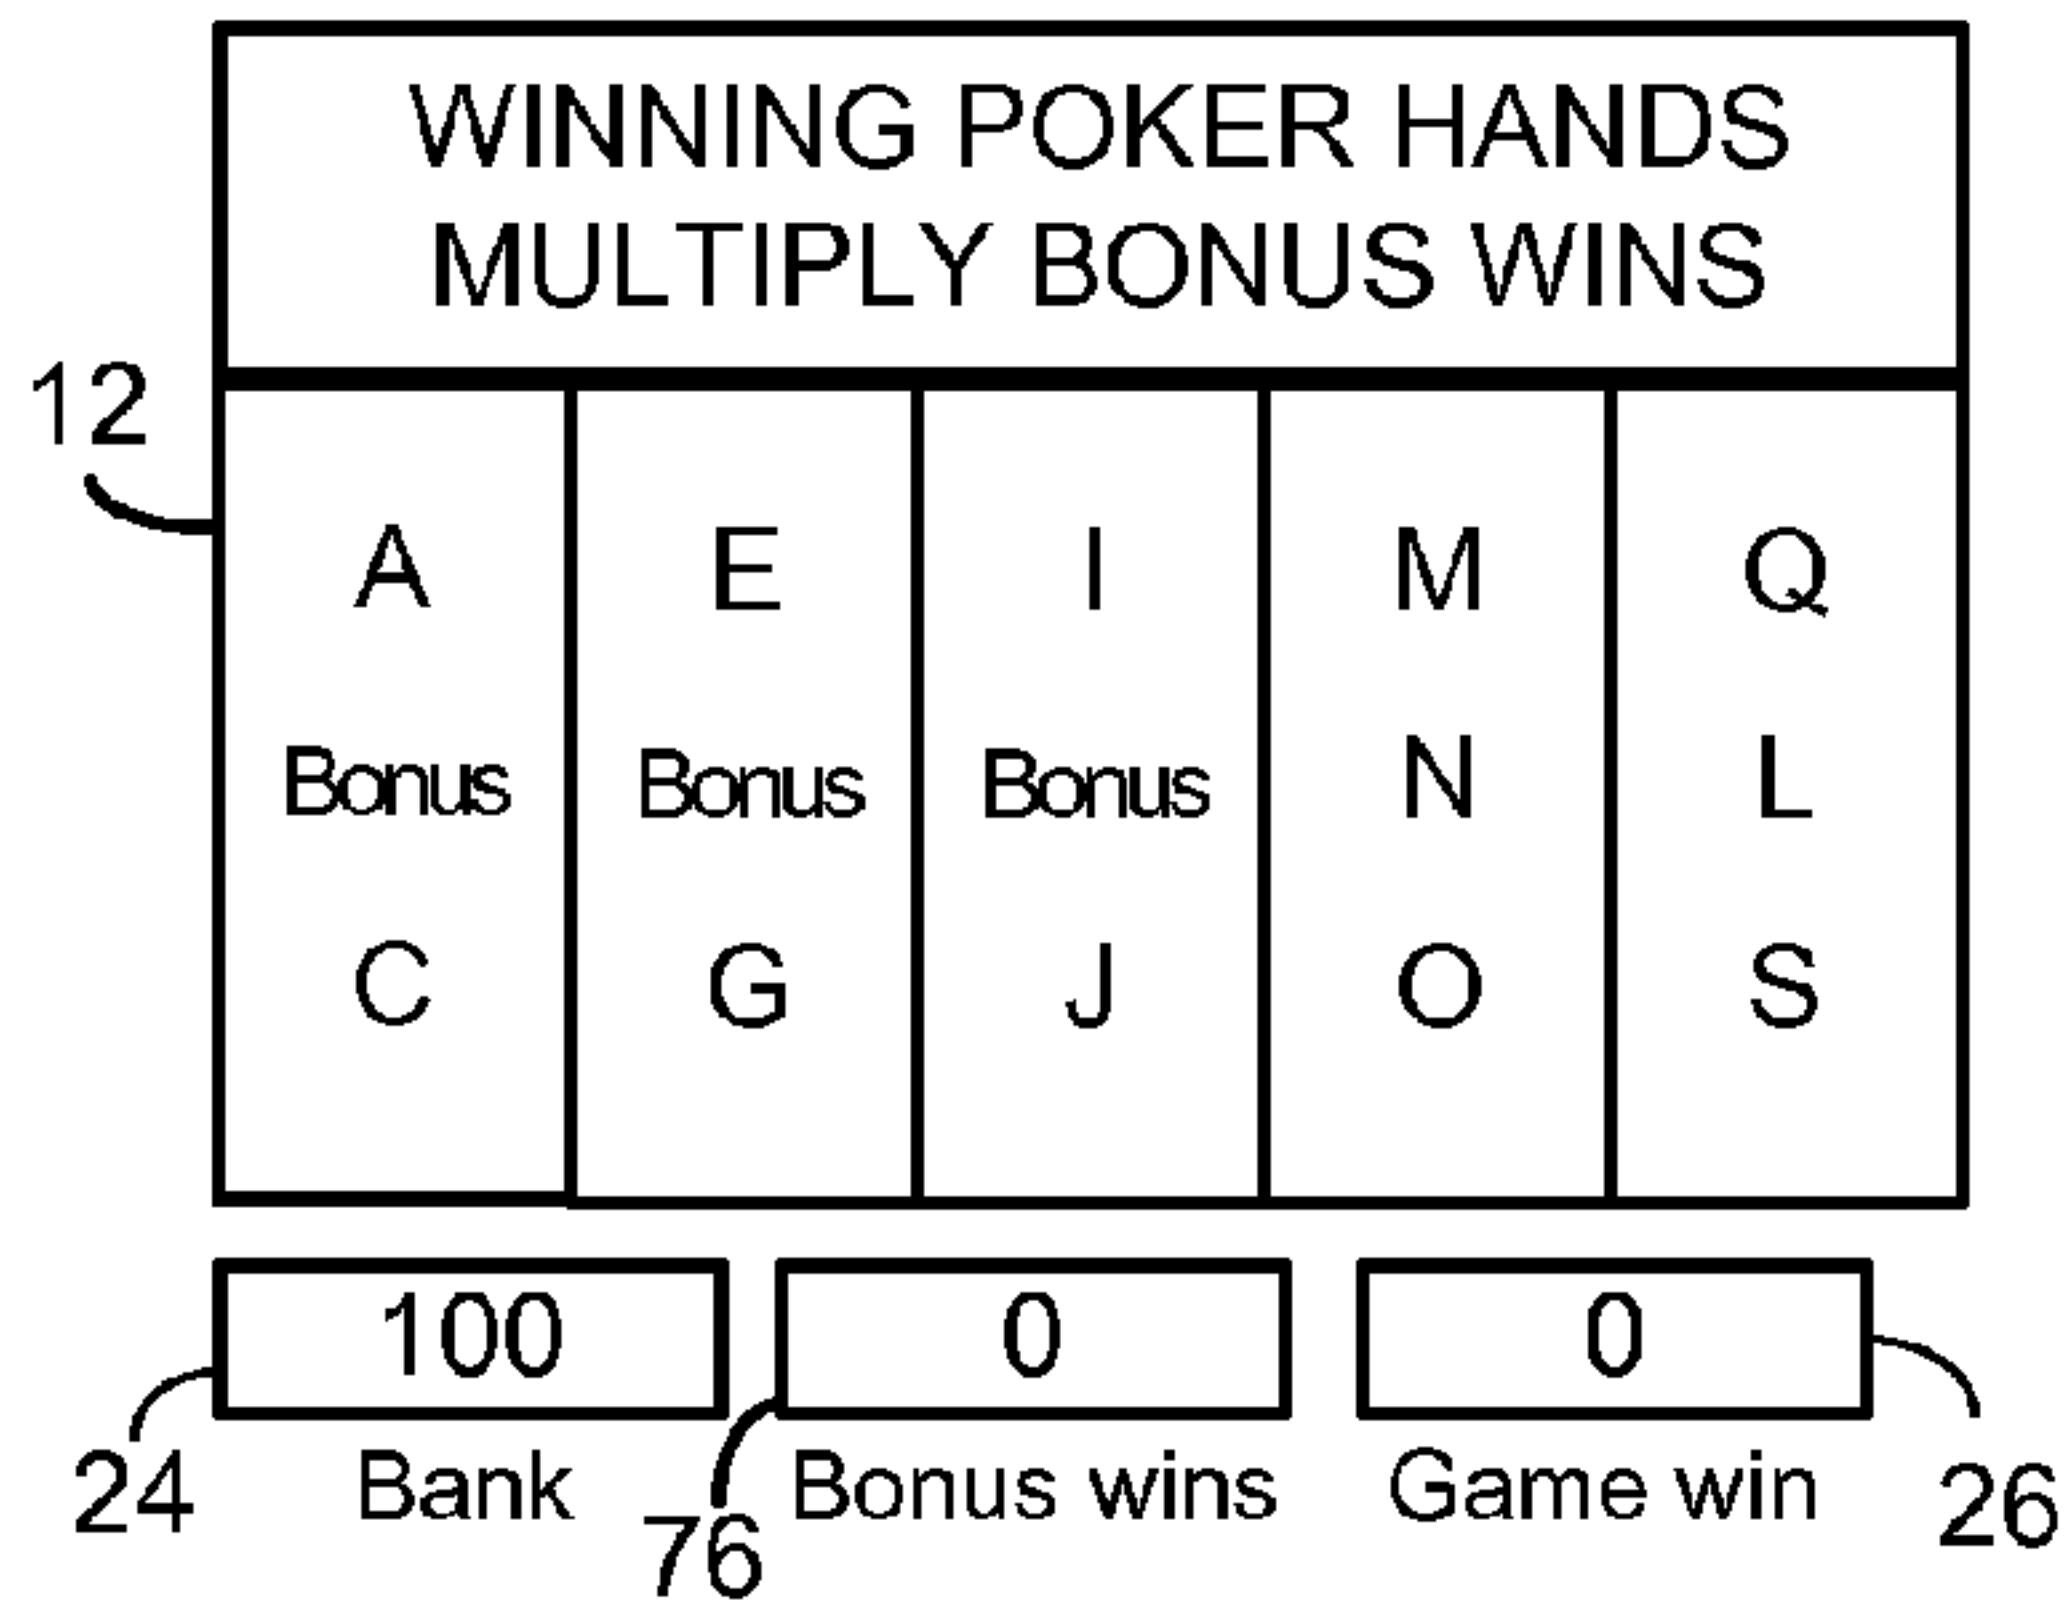 WINNING POKER HANDS
MULTIPLY BONUS WINS
12
A E I M Q
Bonus Bonus Bonus N L
C G J O S
100 0 0
24 Bank 76 Bonus wins Game win 26